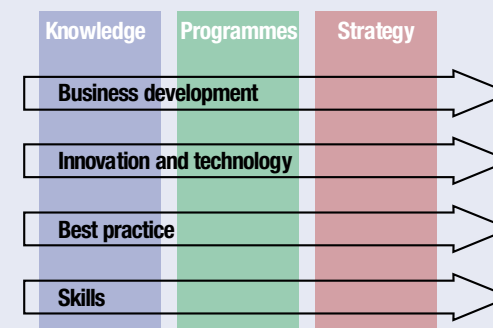 Knowledge Programmes Strategy
Business development
Innovation and technology
Best practice
Skills